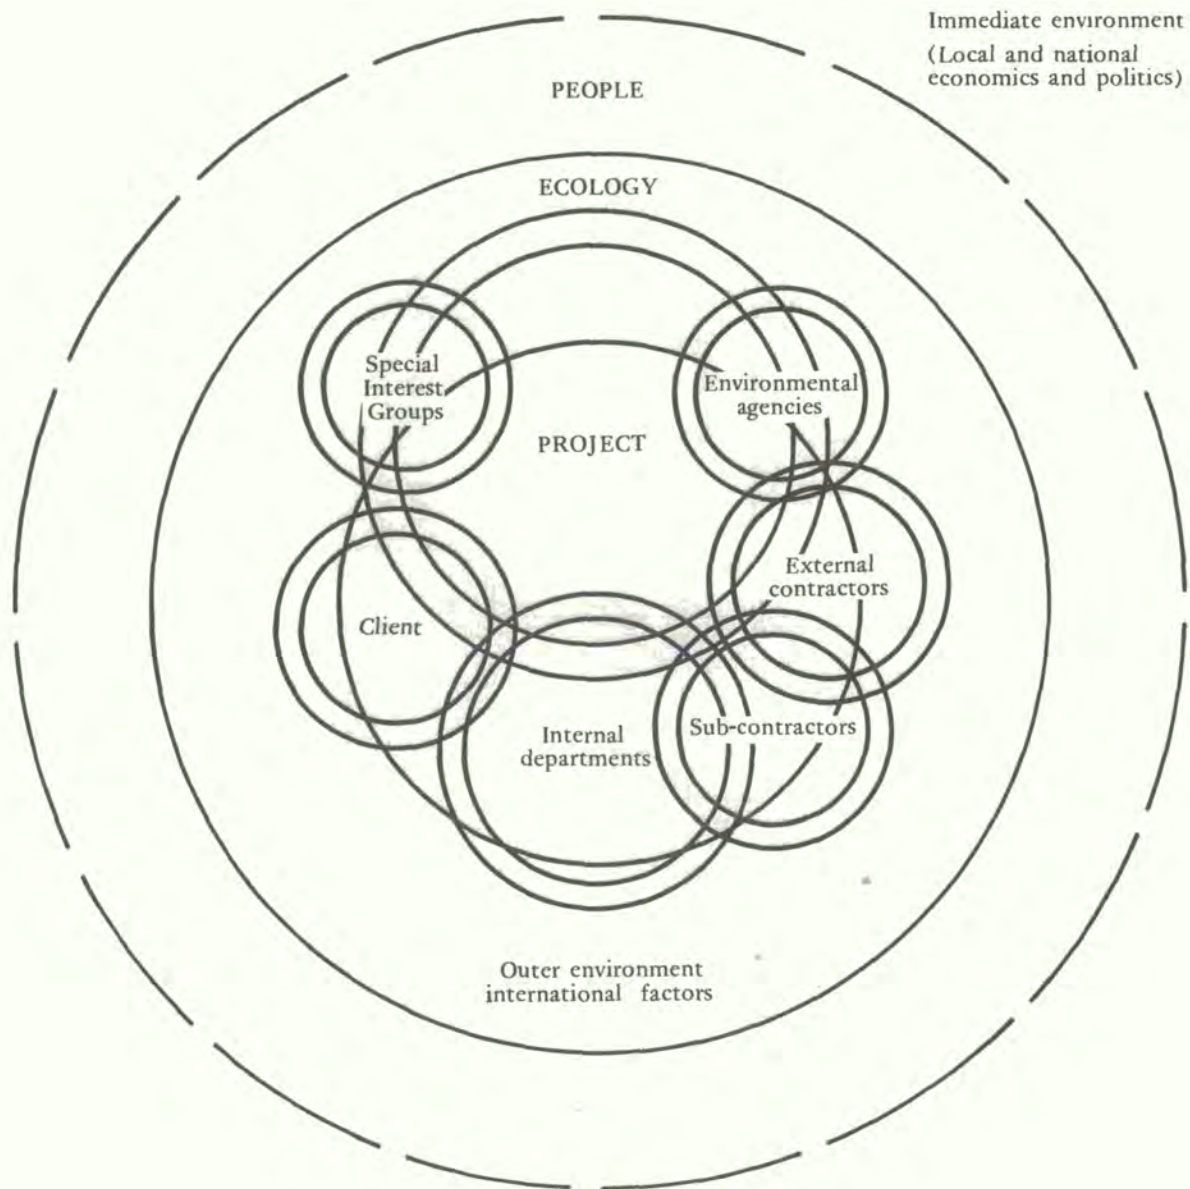 Immediate environment
(Local and national
economics and politics)
PEOPLE
ECOLOGY
Special
Interest
Groups
Environmental
agencies
PROJECT
External
contractors
Client
Sub-contractors
Internal
departments
Outer environment
international factors